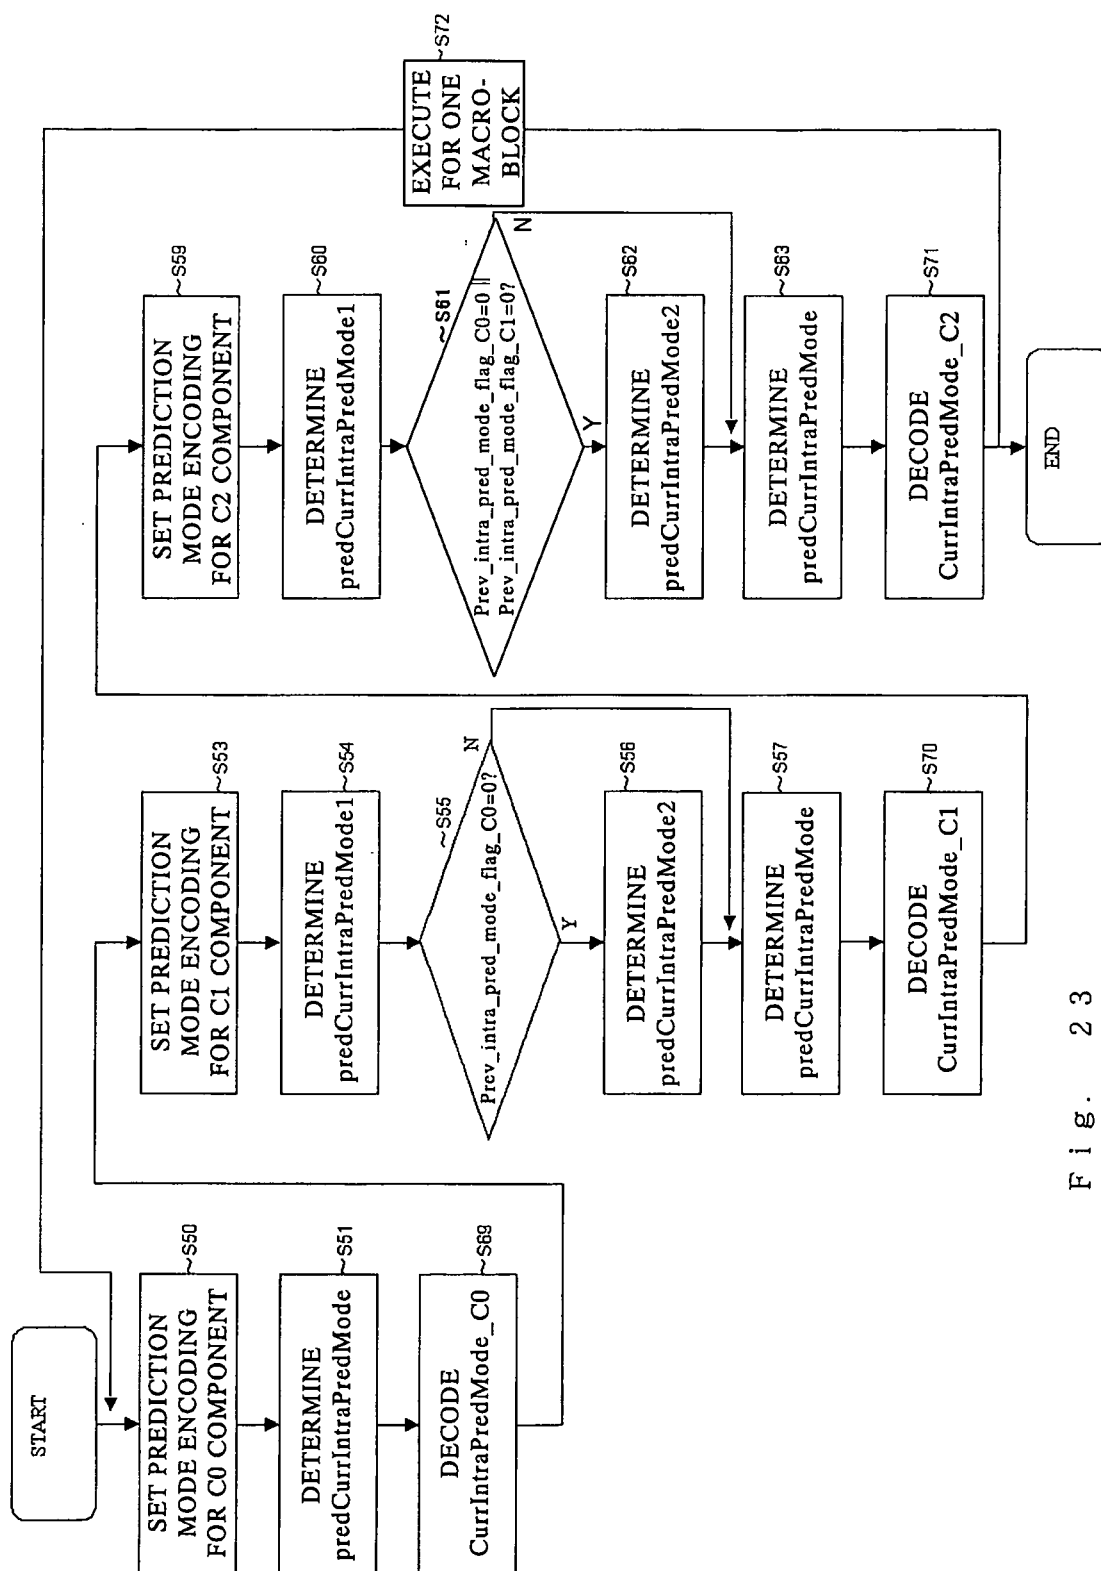 START
SET PREDICTION
MODE ENCODING
FOR C0 COMPONENT
~S50
DETERMINE
predCurrIntraPredMode
~S51
DECODE
CurrIntraPredMode_C0
~S69
SET PREDICTION
MODE ENCODING
FOR C1 COMPONENT
~S53
DETERMINE
predCurrIntraPredMode1
~S54
Prev_intra_pred_mode_flag_C0=0?
~S55
N
Y
DETERMINE
predCurrIntraPredMode2
~S56
DETERMINE
predCurrIntraPredMode
~S57
DECODE
CurrIntraPredMode_C1
~S70
SET PREDICTION
MODE ENCODING
FOR C2 COMPONENT
~S59
DETERMINE
predCurrIntraPredMode1
~S60
Prev_intra_pred_mode_flag_C0=0 ||
Prev_intra_pred_mode_flag_C1=0?
~S61
N
Y
DETERMINE
predCurrIntraPredMode2
~S62
DETERMINE
predCurrIntraPredMode
~S63
DECODE
CurrIntraPredMode_C2
~S71
EXECUTE
FOR ONE
MACRO-
BLOCK
~S72
END
Fig. 23